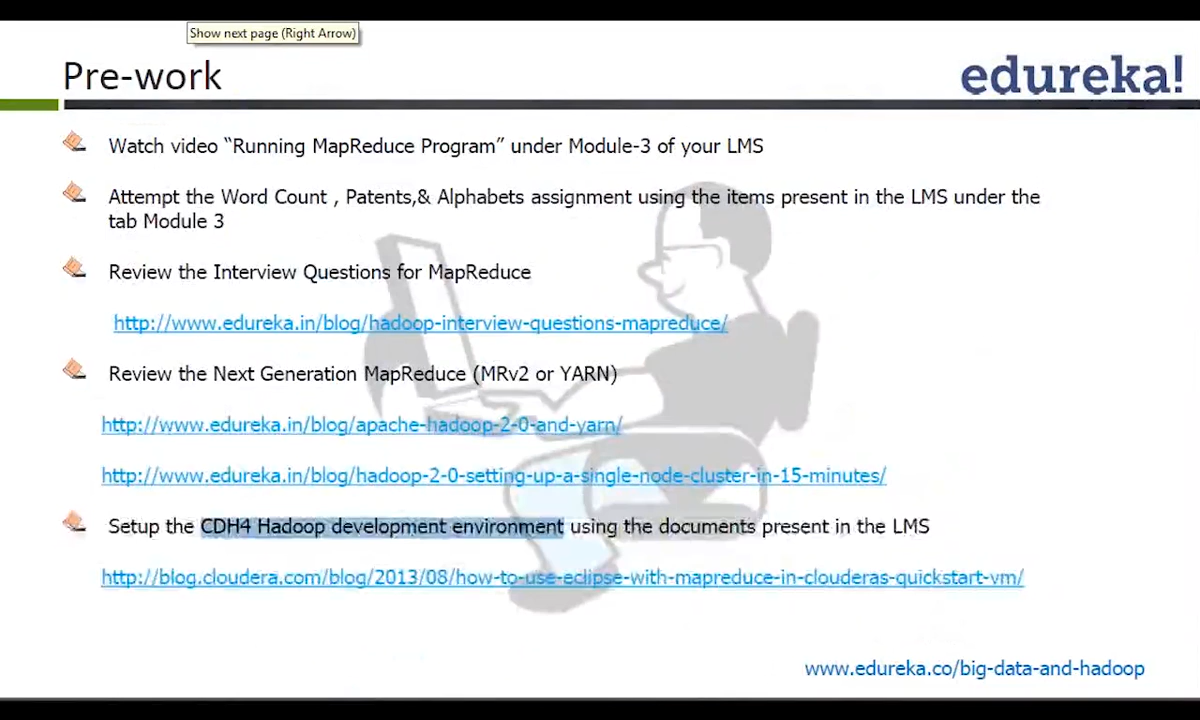 Show next page (Right Arrow)
Pre-work
edureka!
Watch video “Running MapReduce Program” under Module-3 of your LMS
Attempt the Word Count , Patents,& Alphabets assignment using the items present in the LMS under the
tab Module 3
Review the Interview Questions for MapReduce
http://www.edureka.in/blog/hadoop-interview-questions-mapreduce/
Review the Next Generation MapReduce (MRv2 or YARN)
http://www.edureka.in/blog/apache-hadoop-2-0-and-yarn/
http://www.edureka.in/blog/hadoop-2-0-setting-up-a-single-node-cluster-in-15-minutes/
Setup the CDH4 Hadoop development environment using the documents present in the LMS
http://blog.cloudera.com/blog/2013/08/how-to-use-eclipse-with-mapreduce-in-clouderas-quickstart-vm/
www.edureka.co/big-data-and-hadoop